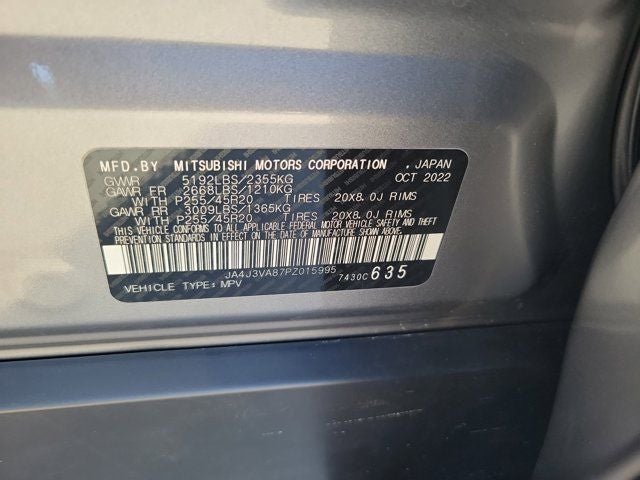 MFD.BY MITSUBISHI MOTORS CORPORATION , JAPAN
GWWR 5192LBS/2355KG OCT 2022
GAWR FR 2668LBS/1210KG
WITH P255/45R20 TIRES 20X8.0J RIMS
GAWR RR 3009LBS/1365KG
WITH P255/45R20 TIRES 20X8.0J RIMS
THIS VEHICLE CONFORMS TO ALL APPLICABLE FEDERAL MOTOR VEHICLE SAFETY AND THEFT
PREVENTION STANDARDS IN EFFECT ON THE DATE OF MANUFACTURE SHOWN ABOVE.
JA4J3VA87PZ015995 7430C 635
VEHICLE TYPE: MPV